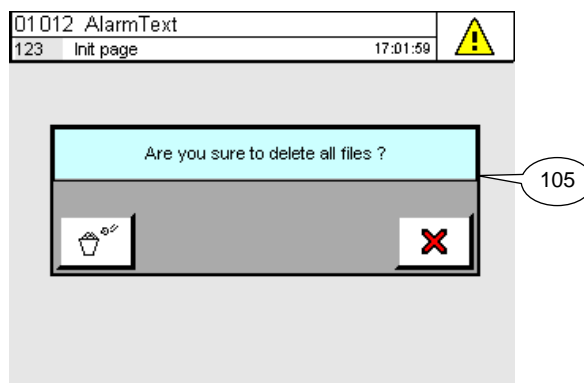 01012 AlarmText
123 Init page 17:01:59
Are you sure to delete all files ?
105